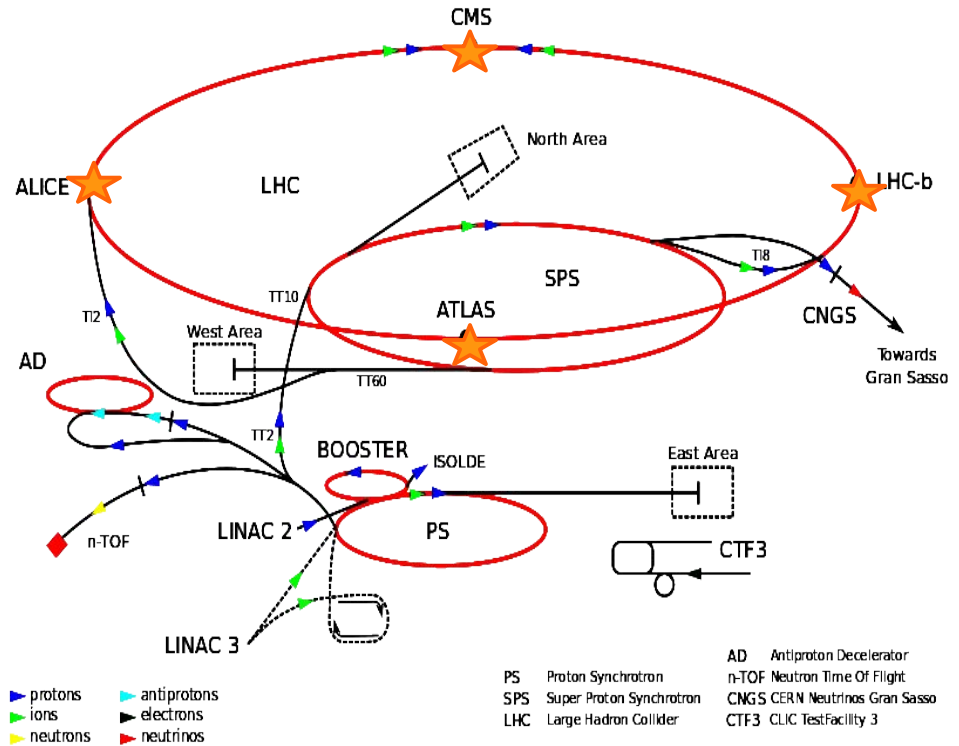 CMS
North Area
ALICE
LHC
LHC-b
TI8
SPS
TT10
ATLAS
CNGS
TI2
West Area
Towards
Gran Sasso
AD
TT60
TT2
BOOSTER
ISOLDE
East Area
LINAC 2
PS
n-TOF
CTF3
LINAC 3
protons
ions
neutrons
antiprotons
electrons
neutrinos
PS Proton Synchrotron
SPS Super Proton Synchrotron
LHC Large Hadron Collider
AD Antiproton Decelerator
n-TOF Neutron Time Of Flight
CNGS CERN Neutrinos Gran Sasso
CTF3 CLIC TestFacility 3